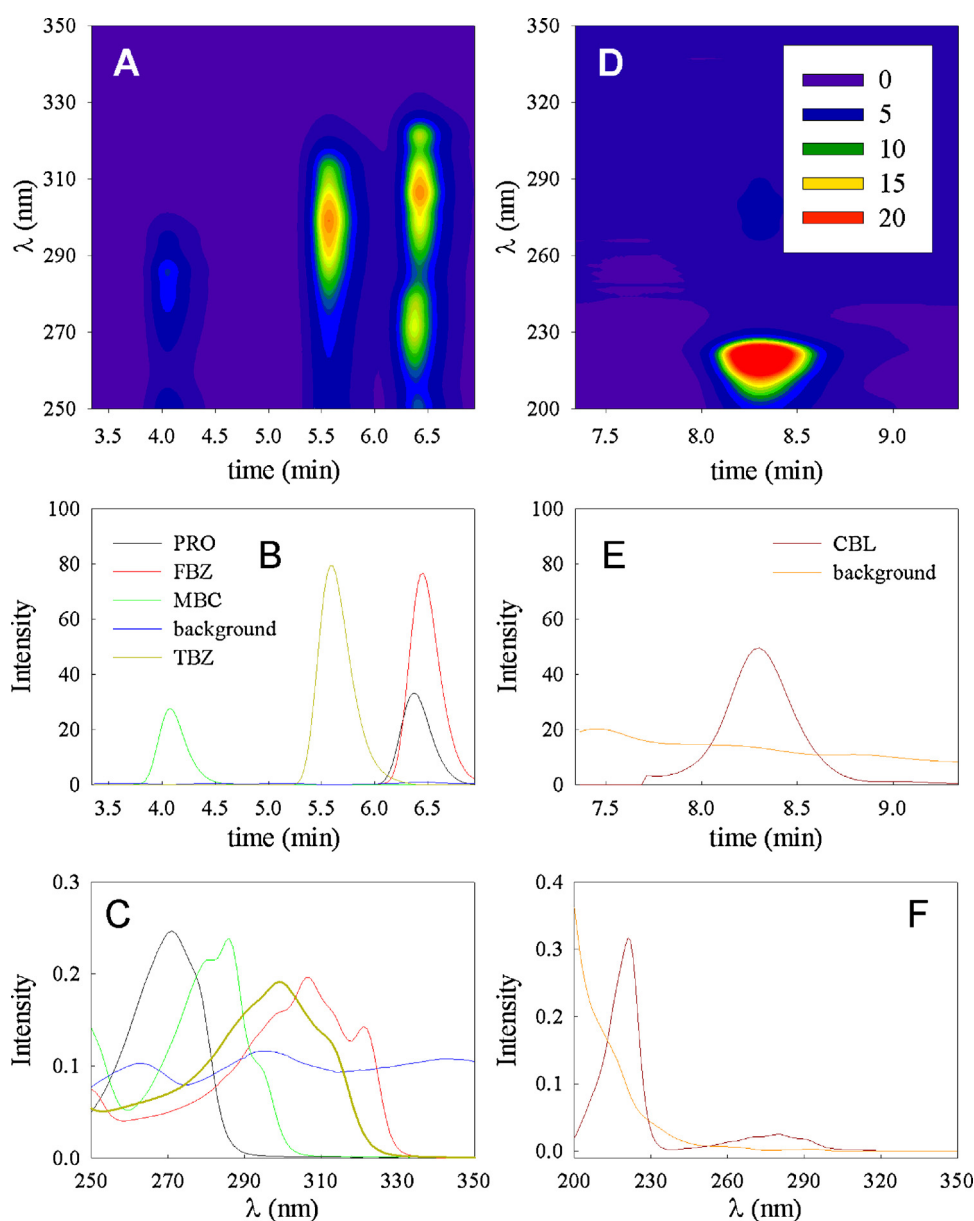 A
350
330
310
290
270
250
λ (nm)
3.5 4.0 4.5 5.0 5.5 6.0 6.5
time (min)
D
350
320
290
260
230
200
λ (nm)
0
5
10
15
20
7.5 8.0 8.5 9.0
time (min)
B
100
80
60
40
20
0
Intensity
PRO
FBZ
MBC
background
TBZ
3.5 4.0 4.5 5.0 5.5 6.0 6.5
time (min)
E
100
80
60
40
20
0
Intensity
CBL
background
7.5 8.0 8.5 9.0
time (min)
C
0.3
0.2
0.1
0.0
Intensity
250 270 290 310 330 350
λ (nm)
F
0.4
0.3
0.2
0.1
0.0
Intensity
200 230 260 290 320 350
λ (nm)